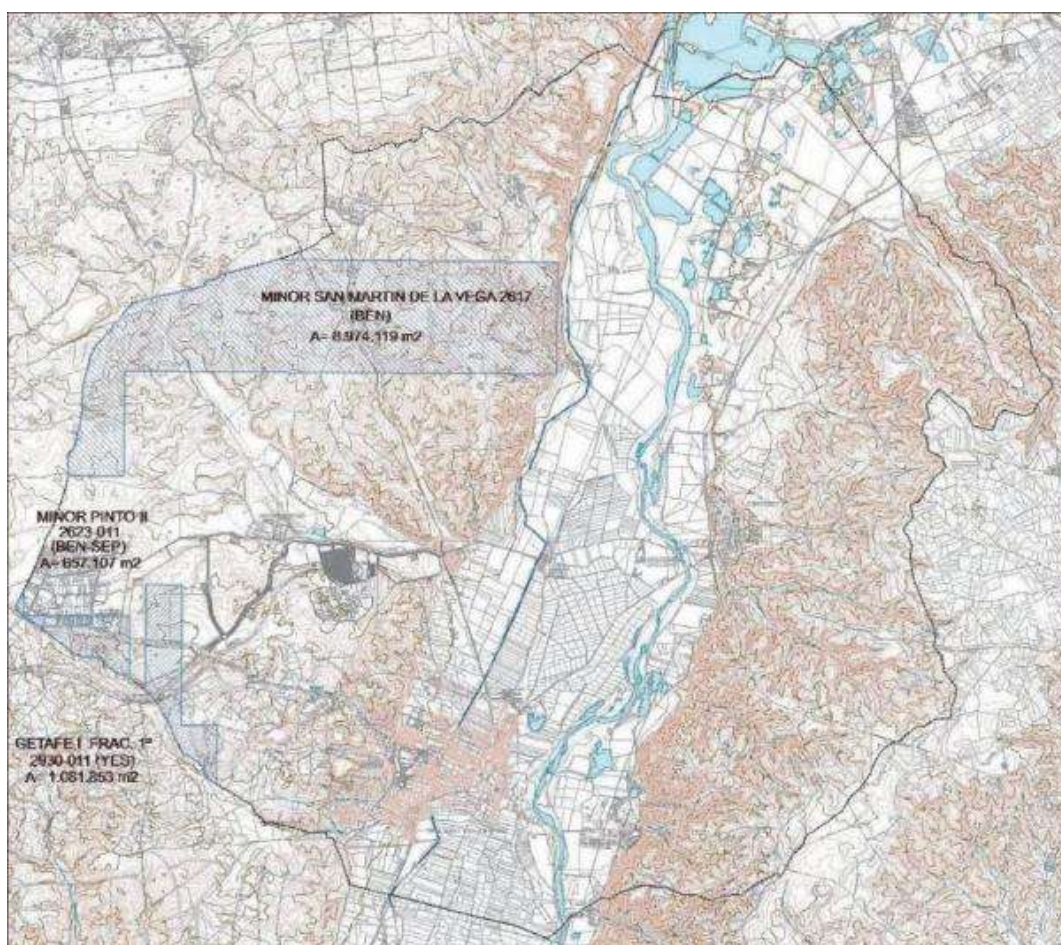 MINOR SAN MARTIN DE LA VEGA 2617
(BEN)
A= 8.974,119 m2
MINOR PINTO II
2623-011
(BEN-SEP)
A= 657,107 m2
GETAFE I FRAC. 1ª
2930-011 (YES)
A= 1.081,853 m2